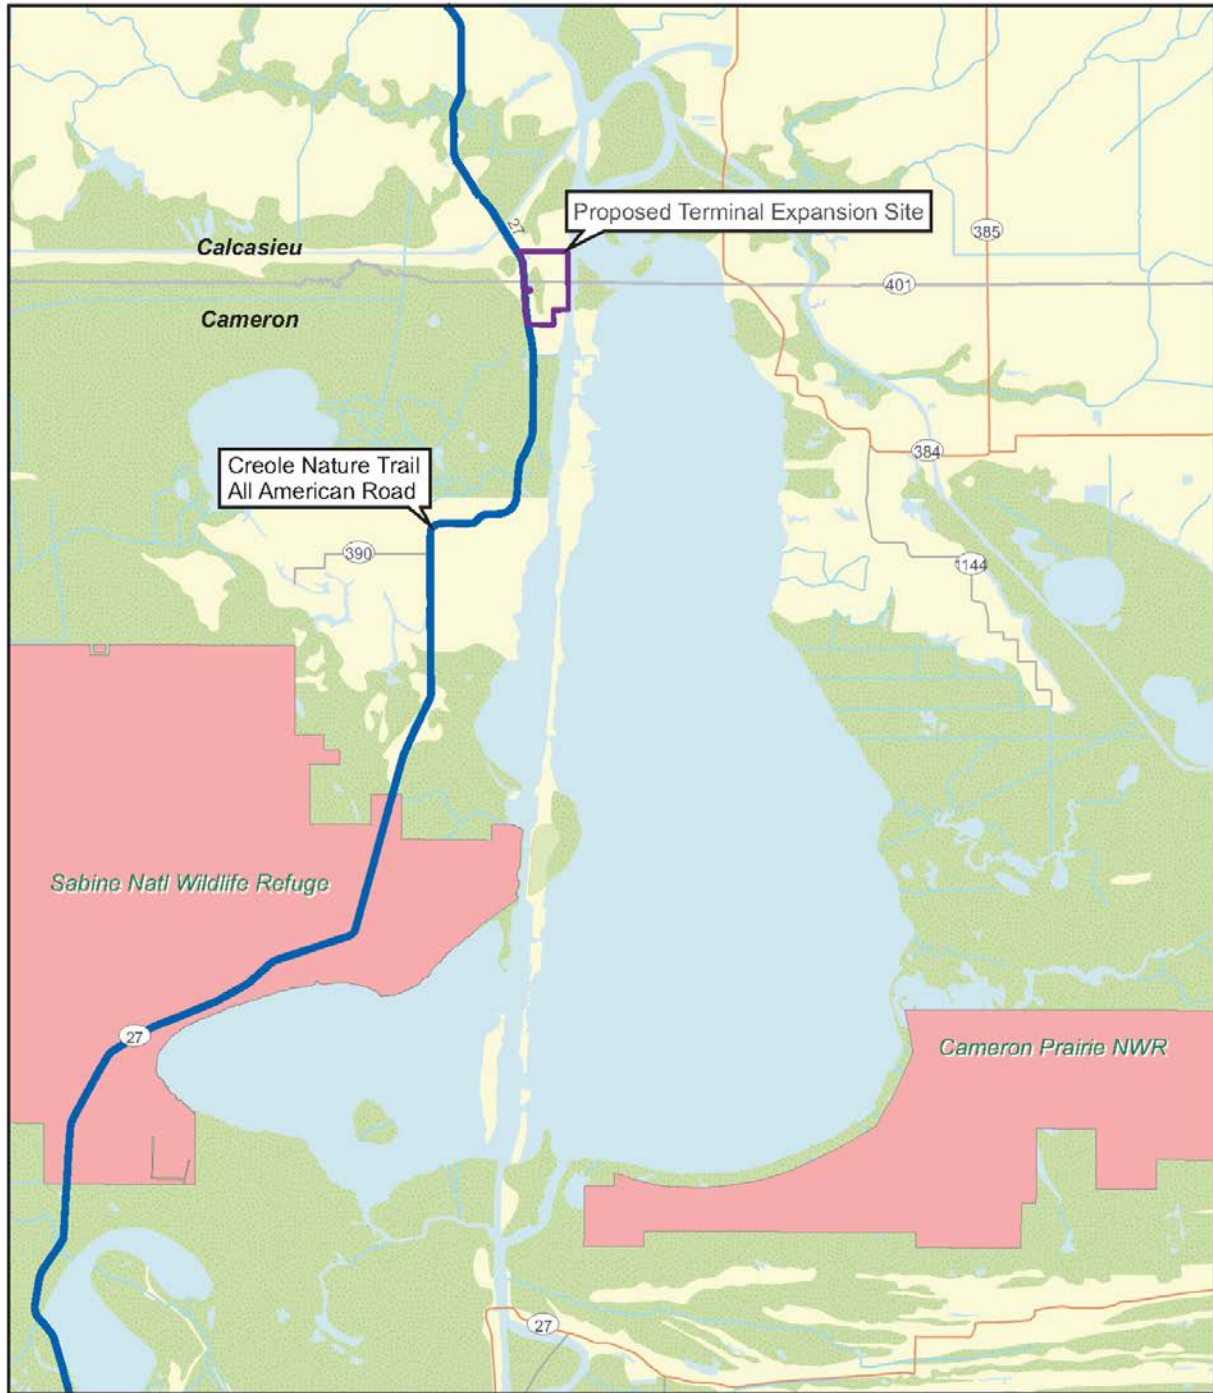 27
Proposed Terminal Expansion Site
385
Calcasieu
401
Cameron
Creole Nature Trail
All American Road
384
390
1144
Sabine Natl Wildlife Refuge
27
Cameron Prairie NWR
27